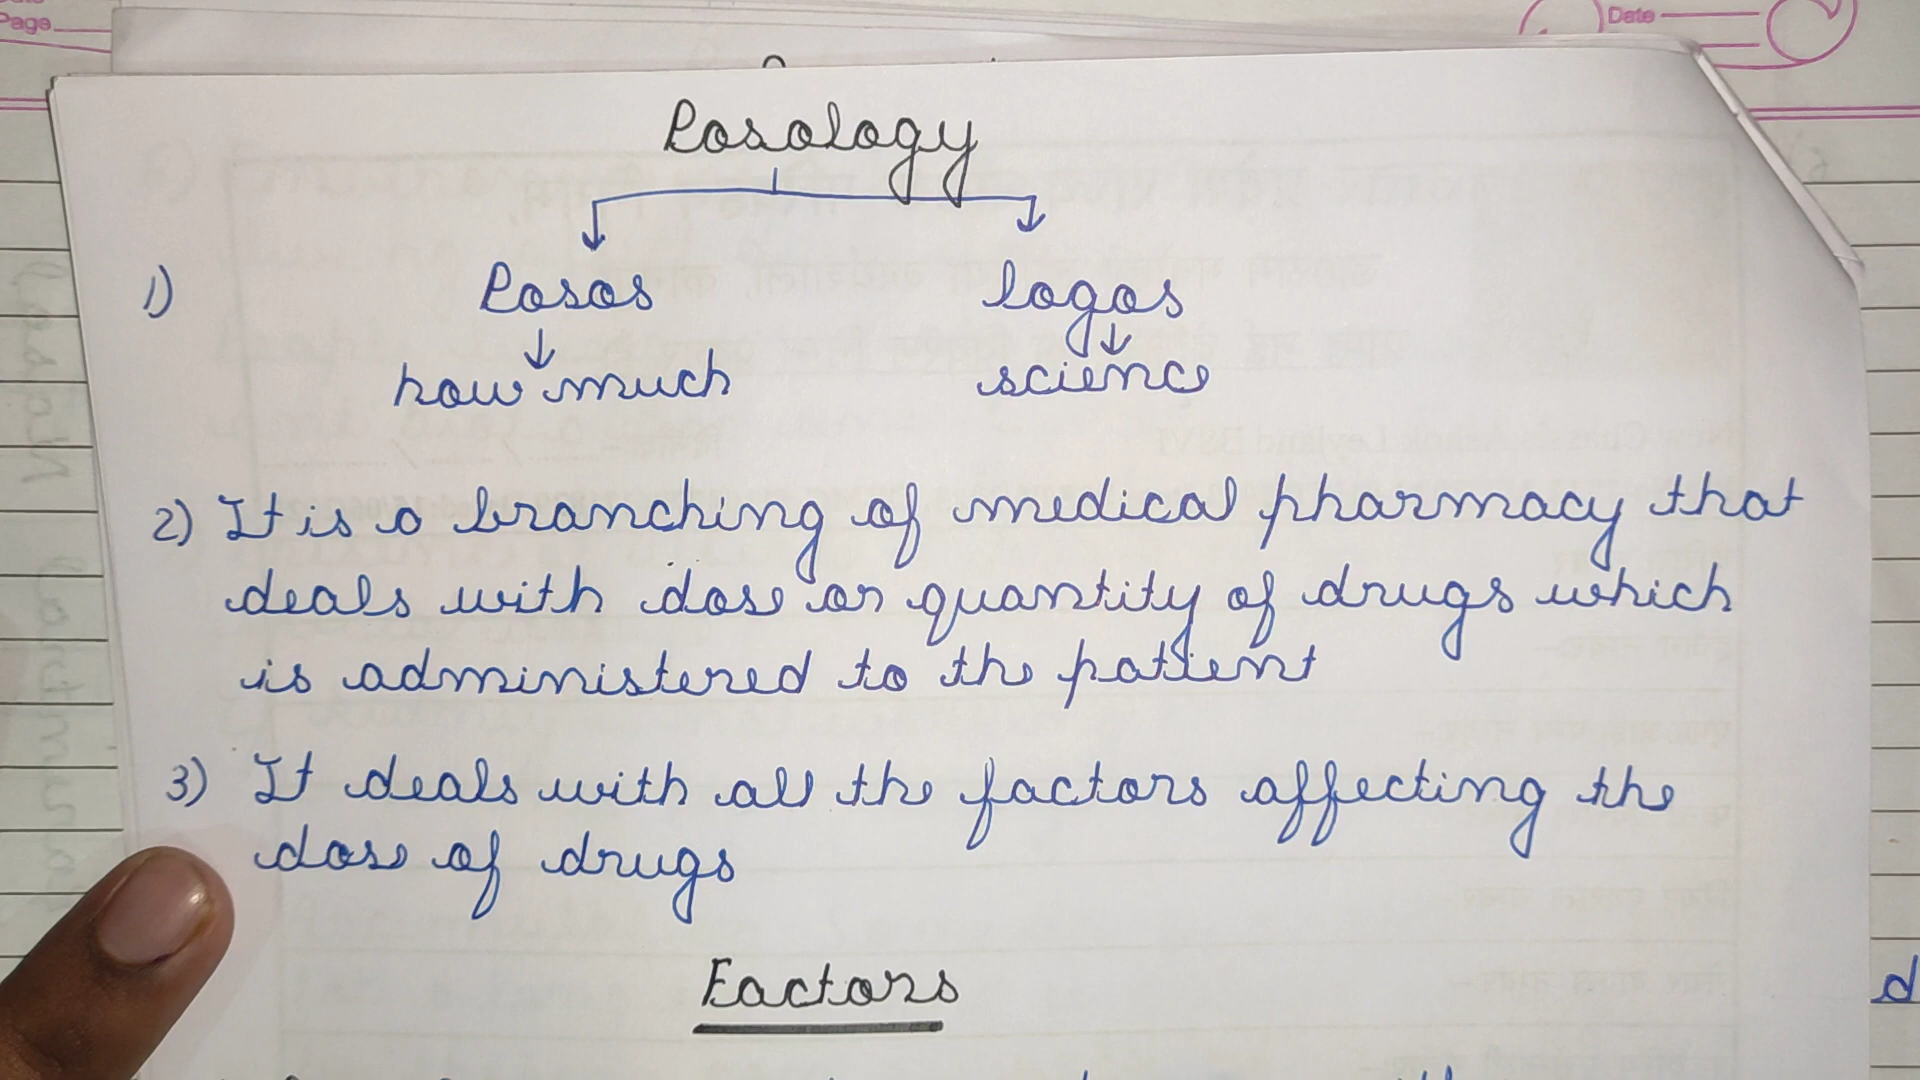 Page
Date
Posology
1) Posos logos
how much science
2) It is a branching of medical pharmacy that
deals with dose or quantity of drugs which
is administered to the patient
3) It deals with all the factors affecting the
dose of drugs
Factors
d